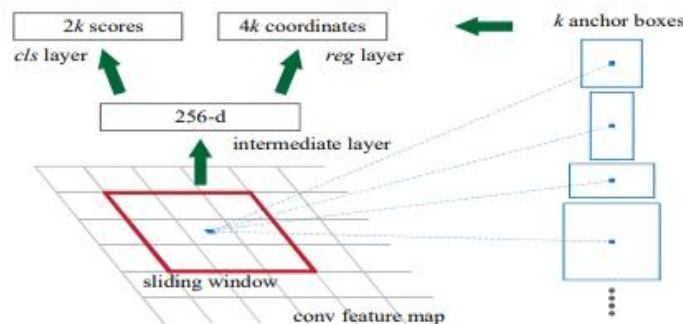 2k scores
4k coordinates
k anchor boxes
cls layer
reg layer
256-d
intermediate layer
sliding window
conv feature map